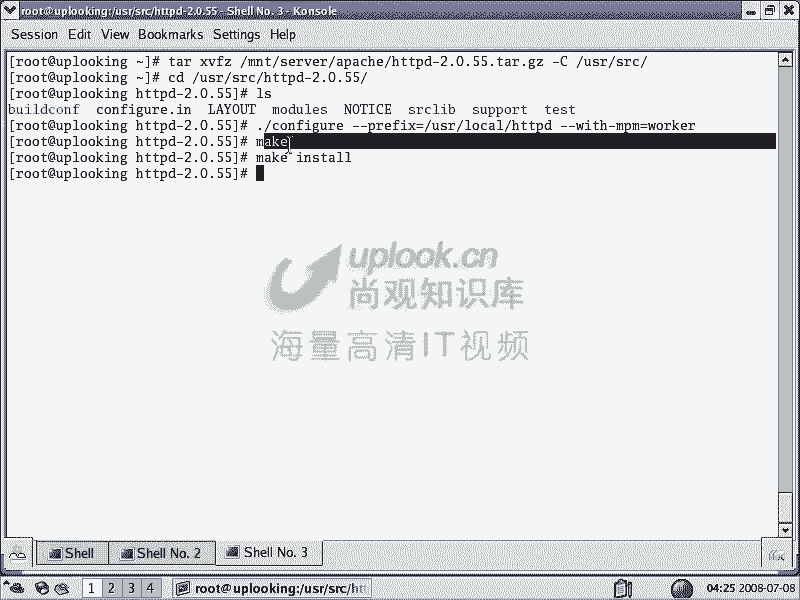 root@uplooking:/usr/src/httpd-2.0.55 - Shell No. 3 - Konsole
Session Edit View Bookmarks Settings Help
[root@uplooking ~]# tar xvfz /mnt/server/apache/httpd-2.0.55.tar.gz -C /usr/src/
[root@uplooking ~]# cd /usr/src/httpd-2.0.55/
[root@uplooking httpd-2.0.55]# ls
buildconf configure.in LAYOUT modules NOTICE srclib support test
[root@uplooking httpd-2.0.55]# ./configure --prefix=/usr/local/httpd --with-mpm=worker
[root@uplooking httpd-2.0.55]# make
[root@uplooking httpd-2.0.55]# make install
[root@uplooking httpd-2.0.55]#
uplook.cn
尚观知识库
海量高清IT视频
Shell Shell No. 2 Shell No. 3
1 2 3 4 root@uplooking:/usr/src/htt 04:25 2008-07-08